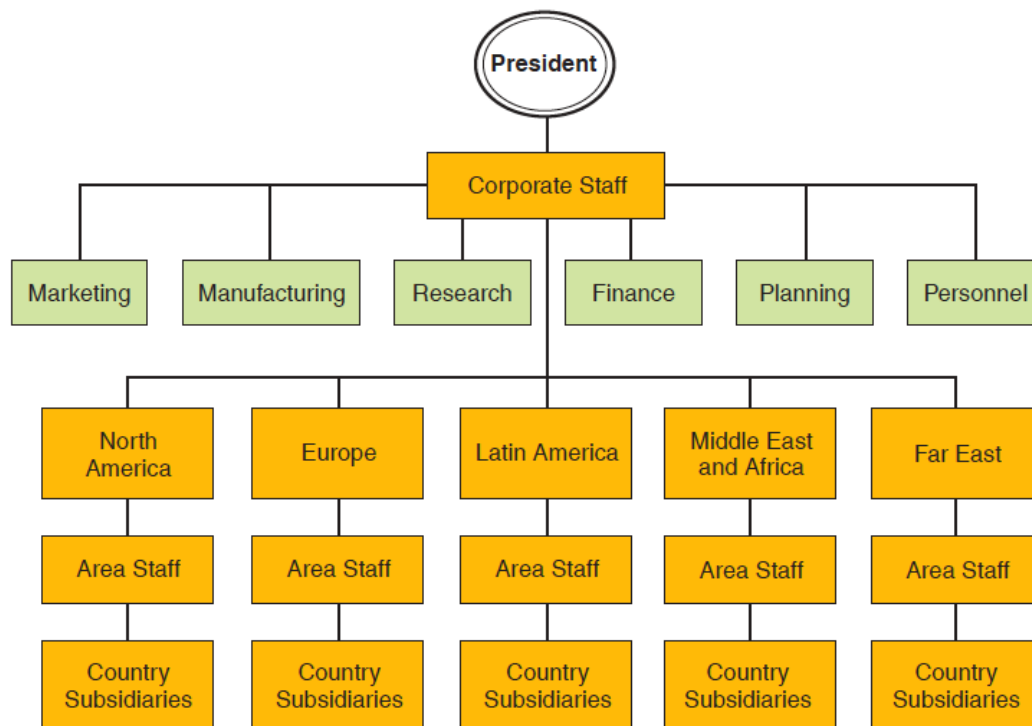 President
Corporate Staff
Marketing
Manufacturing
Research
Finance
Planning
Personnel
North
America
Europe
Latin America
Middle East
and Africa
Far East
Area Staff
Area Staff
Area Staff
Area Staff
Area Staff
Country
Subsidiaries
Country
Subsidiaries
Country
Subsidiaries
Country
Subsidiaries
Country
Subsidiaries